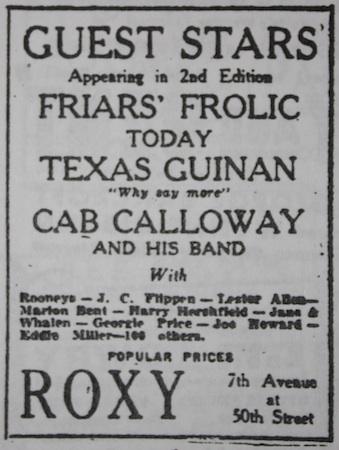 GUEST STARS
Appearing in 2nd Edition
FRIARS' FROLIC
TODAY
TEXAS GUINAN
"Why say more"
CAB CALLOWAY
AND HIS BAND
With
Rooneys — J. C. Flippen — Lester Allen —
Marion Bent — Harry Hershfield — Jans &
Whalen — Georgie Price — Joe Howard —
Eddie Miller — 100 others.
POPULAR PRICES
ROXY
7th Avenue
at
50th Street